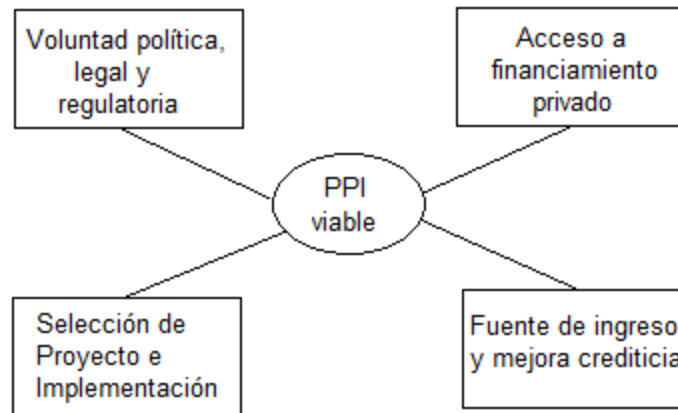 Voluntad política,
legal y
regulatoria
Acceso a
financiamiento
privado
PPI
viable
Selección de
Proyecto e
Implementación
Fuente de ingreso
y mejora crediticia